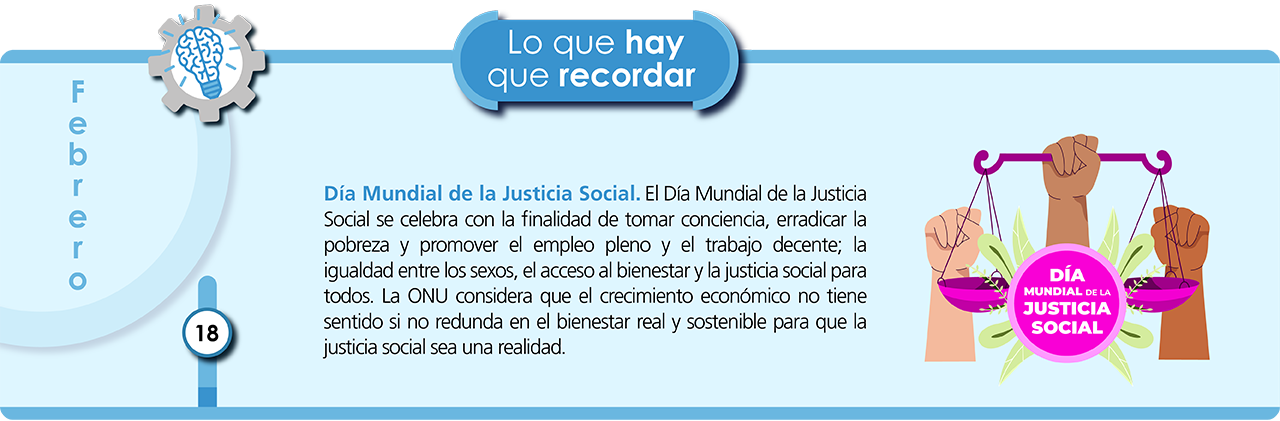 Lo que hay
que recordar
Febrero
18
Día Mundial de la Justicia Social. El Día Mundial de la Justicia
Social se celebra con la finalidad de tomar conciencia, erradicar la
pobreza y promover el empleo pleno y el trabajo decente; la
igualdad entre los sexos, el acceso al bienestar y la justicia social para
todos. La ONU considera que el crecimiento económico no tiene
sentido si no redunda en el bienestar real y sostenible para que la
justicia social sea una realidad.
DÍA
MUNDIAL DE LA
JUSTICIA
SOCIAL